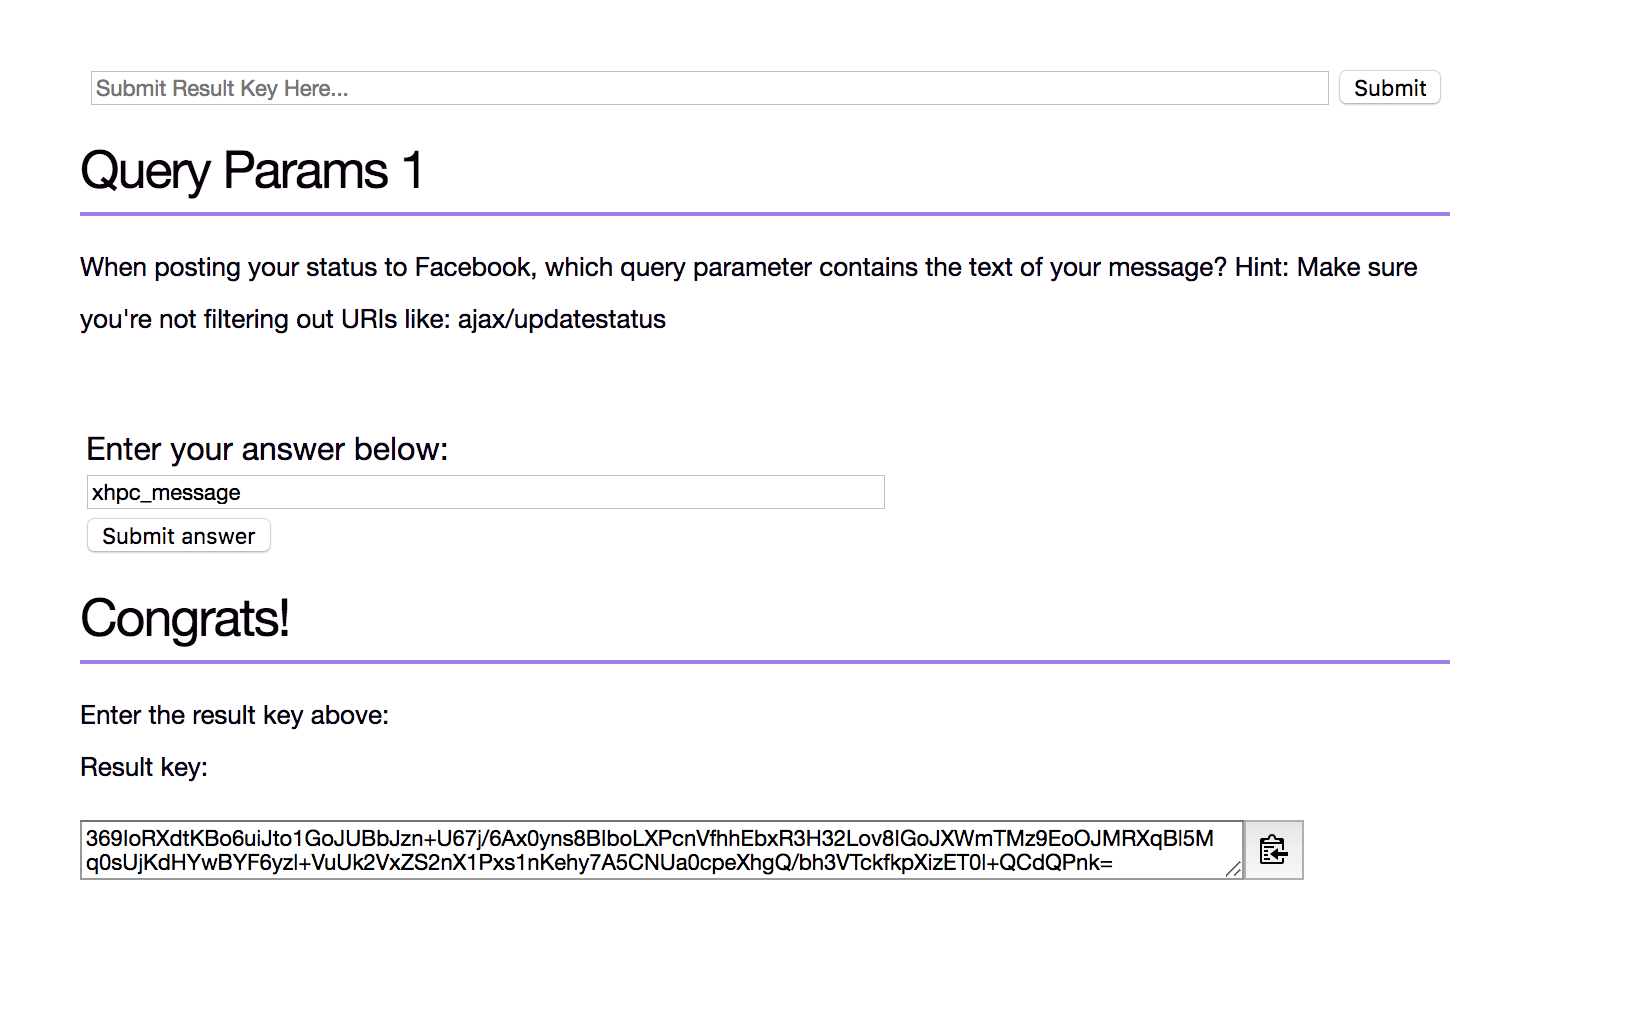 Submit Result Key Here...
Submit
Query Params 1
When posting your status to Facebook, which query parameter contains the text of your message? Hint: Make sure
you're not filtering out URIs like: ajax/updatestatus
Enter your answer below:
xhpc_message
Submit answer
Congrats!
Enter the result key above:
Result key:
369IoRXdtKBo6uiJto1GoJUBbJzn+U67j/6Ax0yns8BIboLXPcnVfhhEbxR3H32Lov8IGoJXWmTMz9EoOJMRXqBI5M
q0sUjKdHYwBYF6yzI+VuUk2VxZS2nX1Pxs1nKehy7A5CNUa0cpeXhgQ/bh3VTckfkpXizET0I+QCdQPnk=